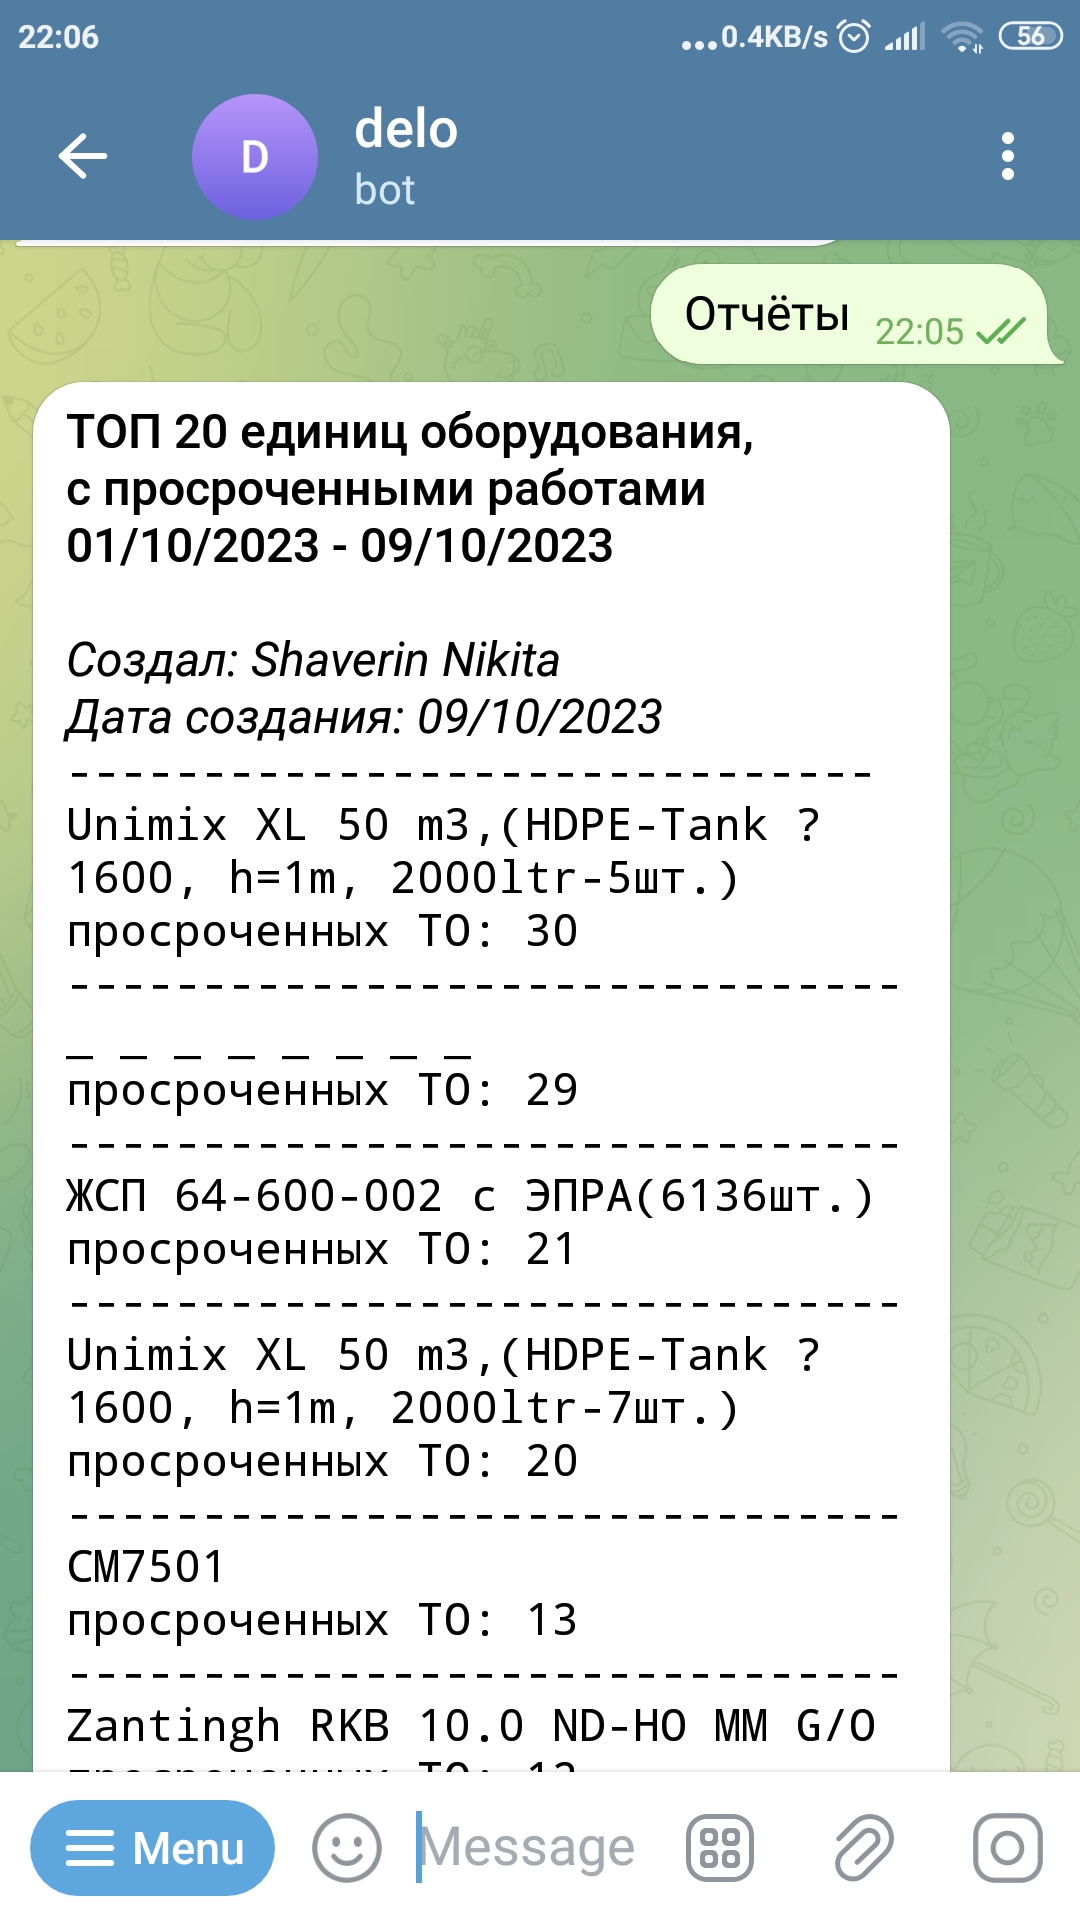 22:06
...0.4KB/s
56
D
delo
bot
Отчёты 22:05
ТОП 20 единиц оборудования,
с просроченными работами
01/10/2023 - 09/10/2023
Создал: Shaverin Nikita
Дата создания: 09/10/2023
------------------------------
Unimix XL 50 m3,(HDPE-Tank ?
1600, h=1m, 2000ltr-5шт.)
просроченных ТО: 30
-------------------------------
_ _ _ _ _ _ _ _
просроченных ТО: 29
-------------------------------
ЖСП 64-600-002 с ЭПРА(6136шт.)
просроченных ТО: 21
-------------------------------
Unimix XL 50 m3,(HDPE-Tank ?
1600, h=1m, 2000ltr-7шт.)
просроченных ТО: 20
-------------------------------
СМ7501
просроченных ТО: 13
-------------------------------
Zantingh RKB 10.0 ND-HO MM G/O
просроченных ТО: 12
Menu
Message